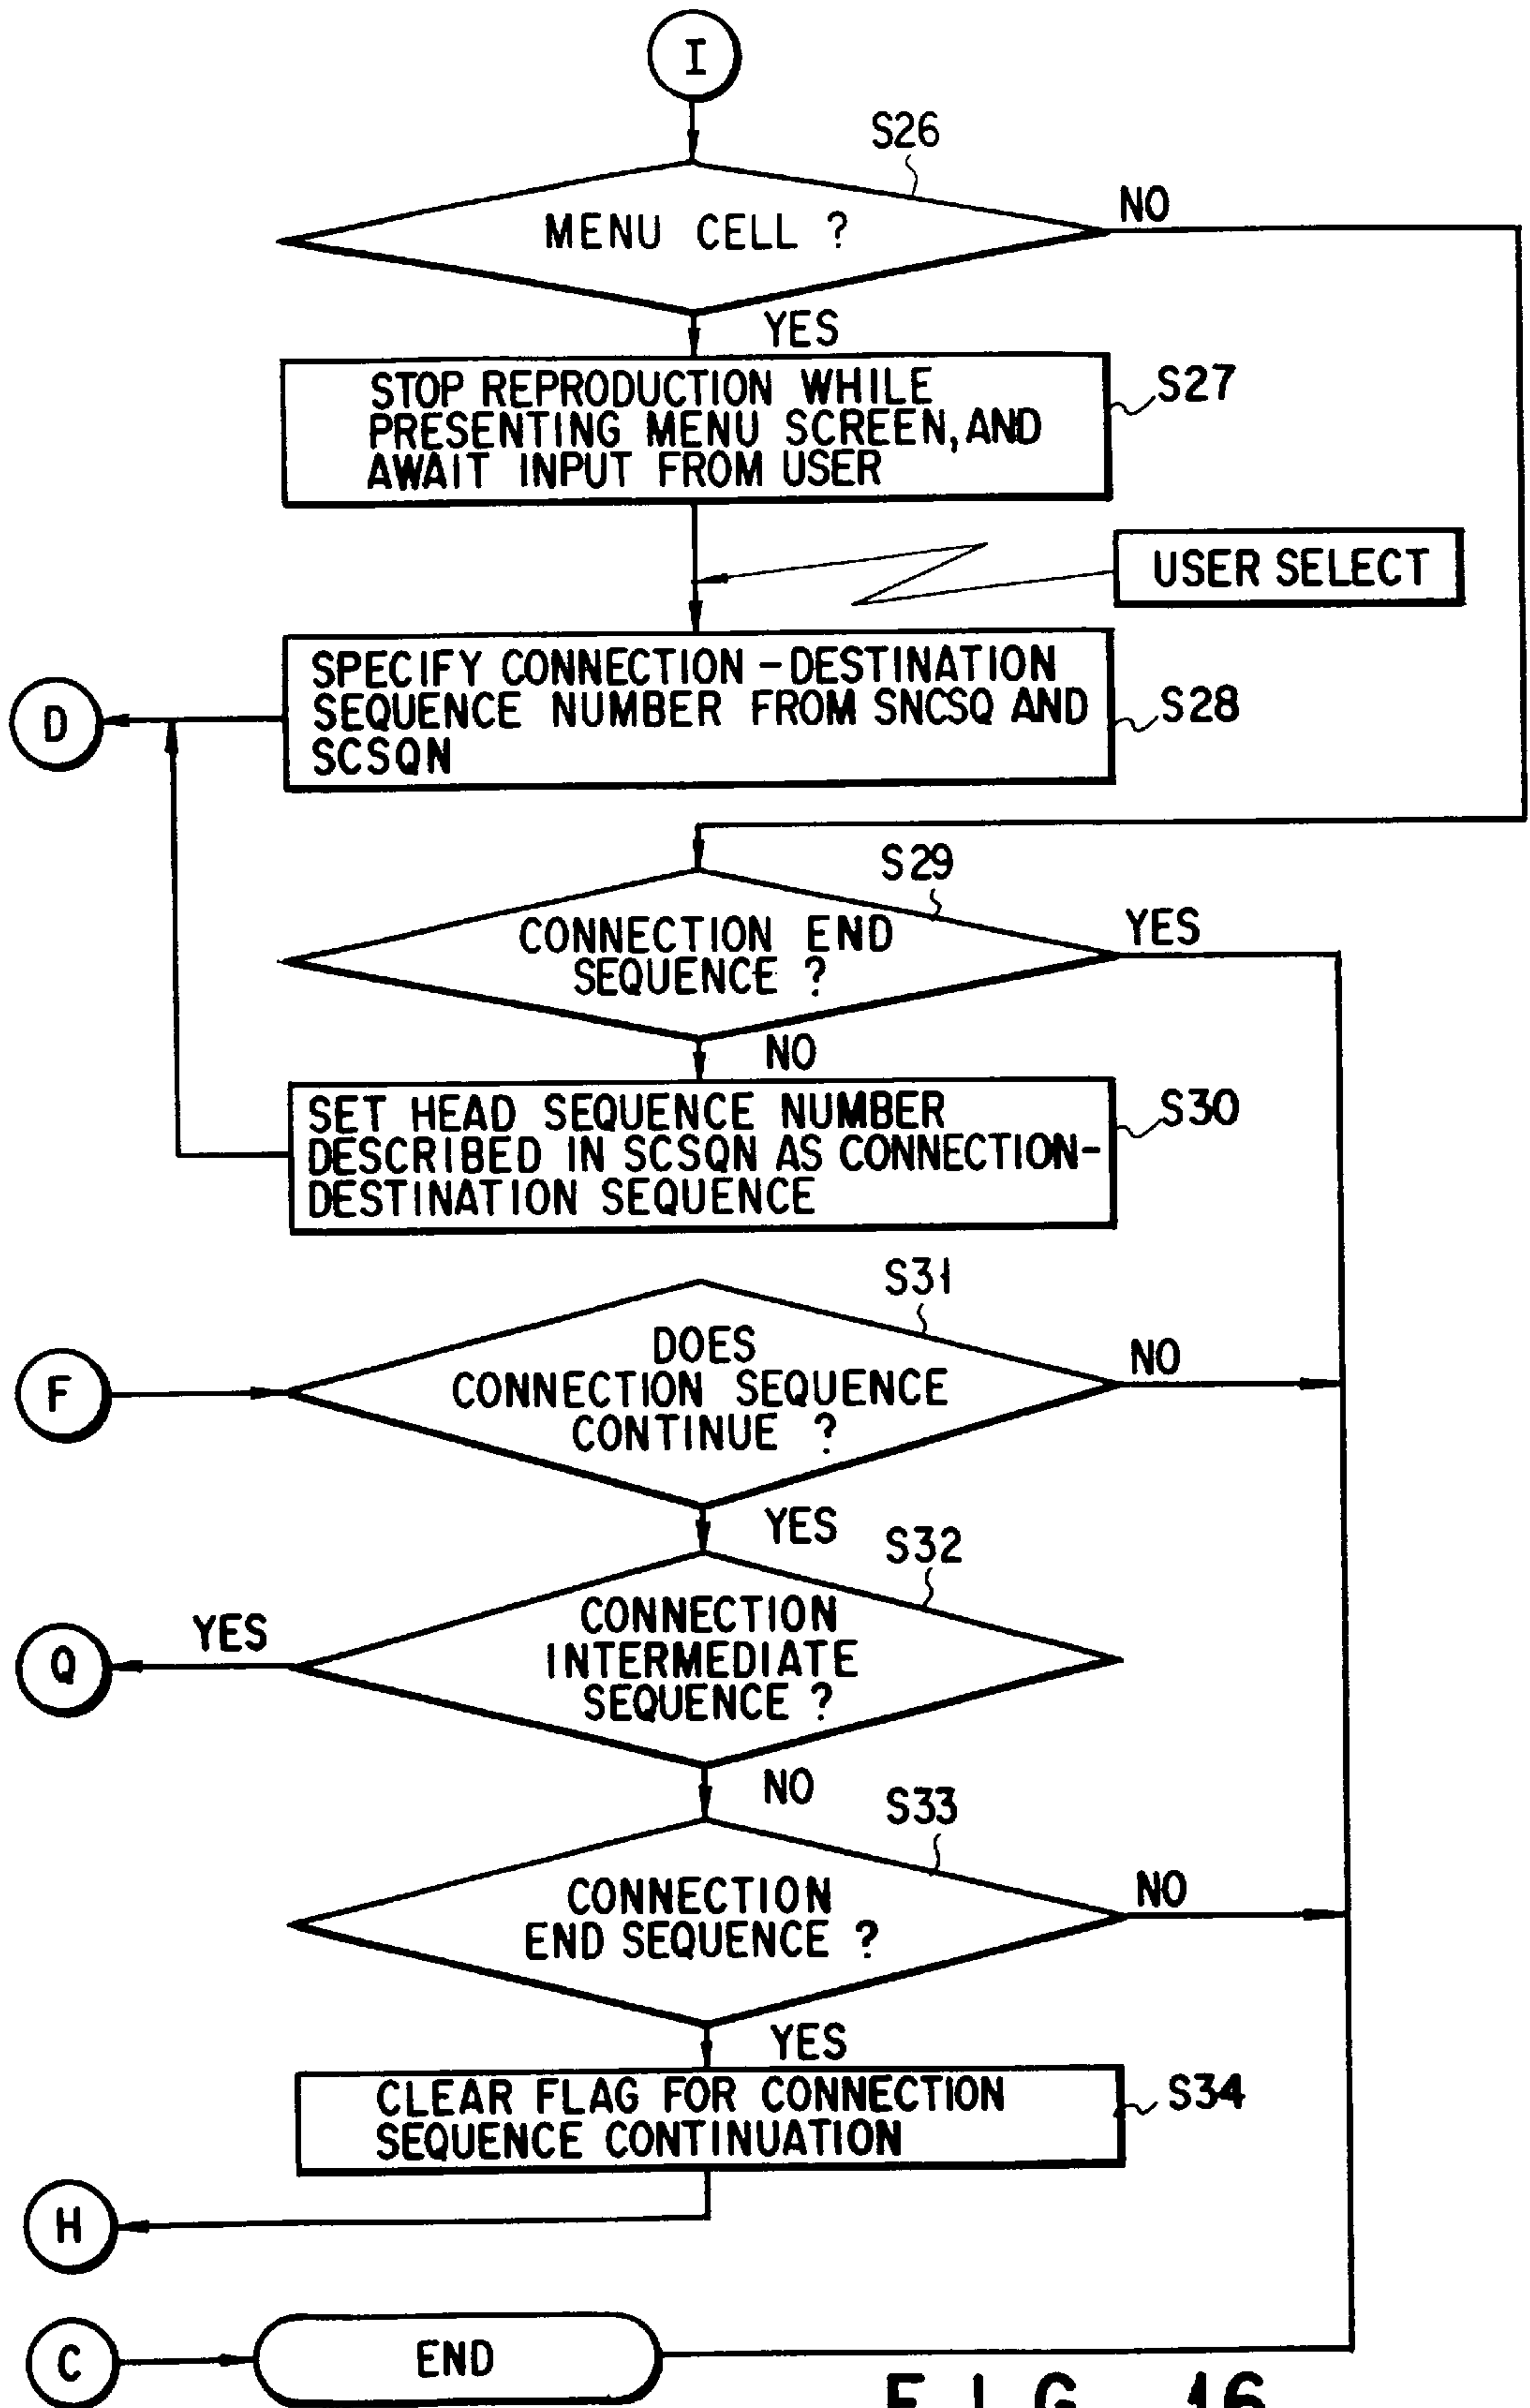 I
S26
MENU CELL ?
NO
YES
STOP REPRODUCTION WHILE
PRESENTING MENU SCREEN, AND
AWAIT INPUT FROM USER
S27
USER SELECT
SPECIFY CONNECTION-DESTINATION
SEQUENCE NUMBER FROM SNCSQ AND
SCSQN
S28
D
S29
CONNECTION END
SEQUENCE ?
YES
NO
SET HEAD SEQUENCE NUMBER
DESCRIBED IN SCSQN AS CONNECTION-
DESTINATION SEQUENCE
S30
S31
F
DOES
CONNECTION SEQUENCE
CONTINUE ?
NO
YES
S32
CONNECTION
INTERMEDIATE
SEQUENCE ?
YES
Q
NO
S33
CONNECTION
END SEQUENCE ?
NO
YES
CLEAR FLAG FOR CONNECTION
SEQUENCE CONTINUATION
S34
H
C
END
FIG. 16